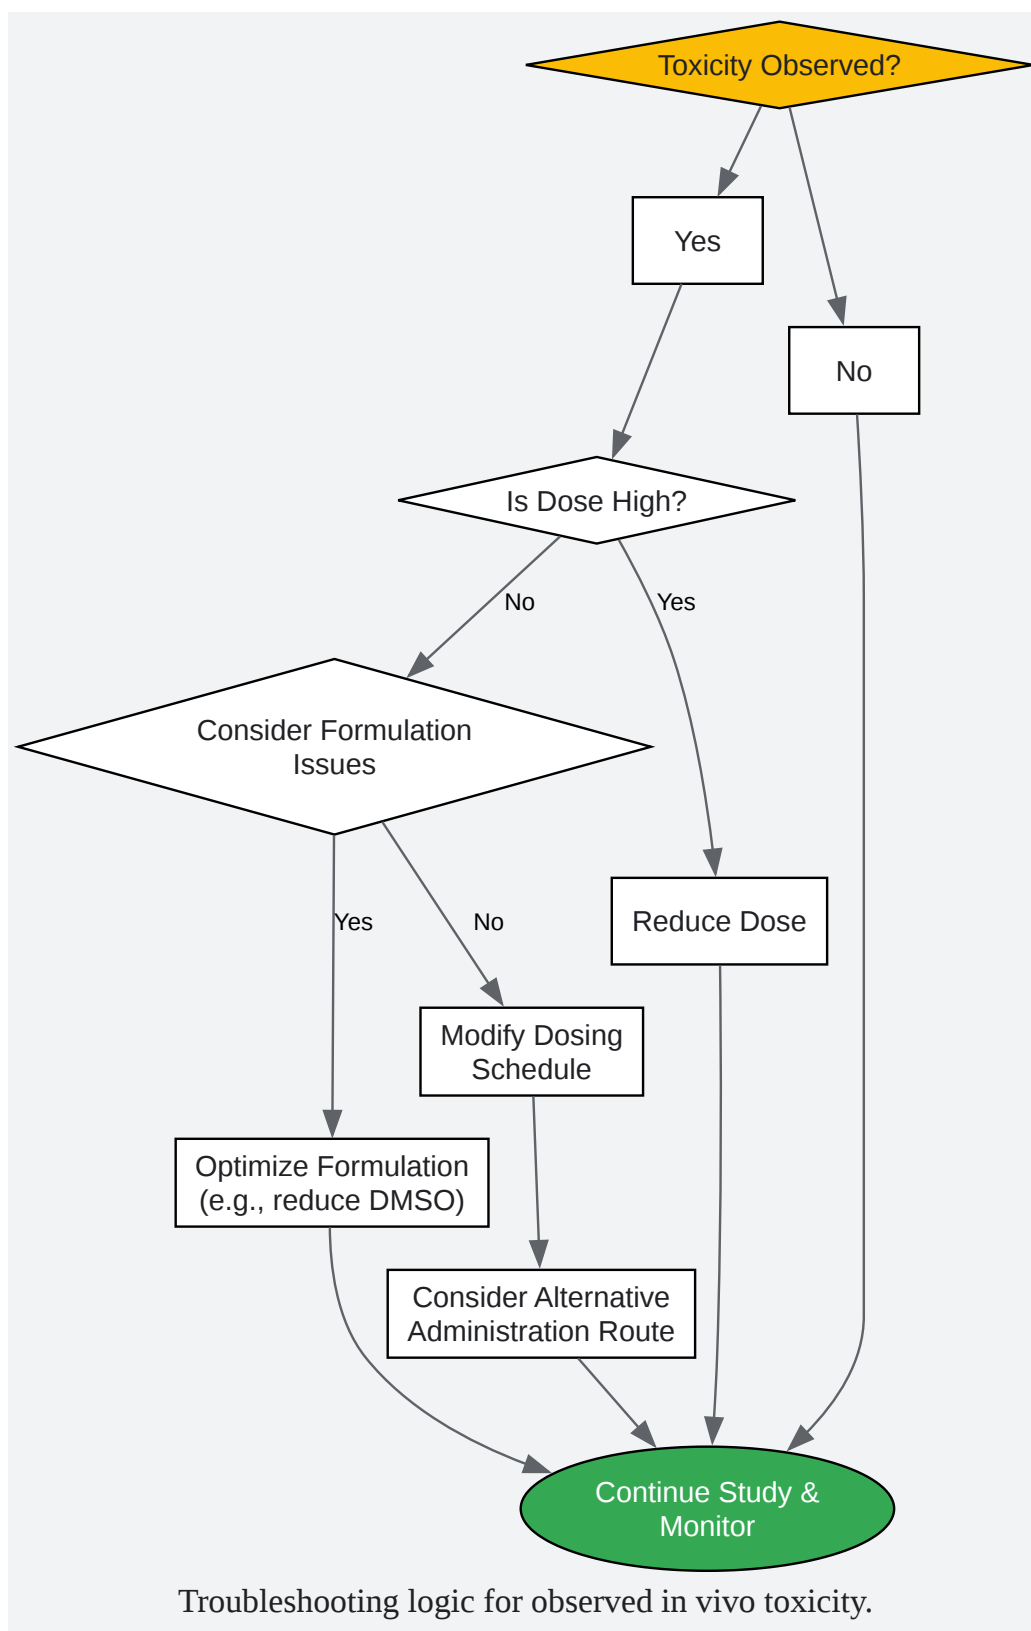 Toxicity Observed?
Yes
No
Is Dose High?
No
Yes
Consider Formulation
Issues
Yes
No
Reduce Dose
Modify Dosing
Schedule
Optimize Formulation
(e.g., reduce DMSO)
Consider Alternative
Administration Route
Continue Study &
Monitor
Troubleshooting logic for observed in vivo toxicity.